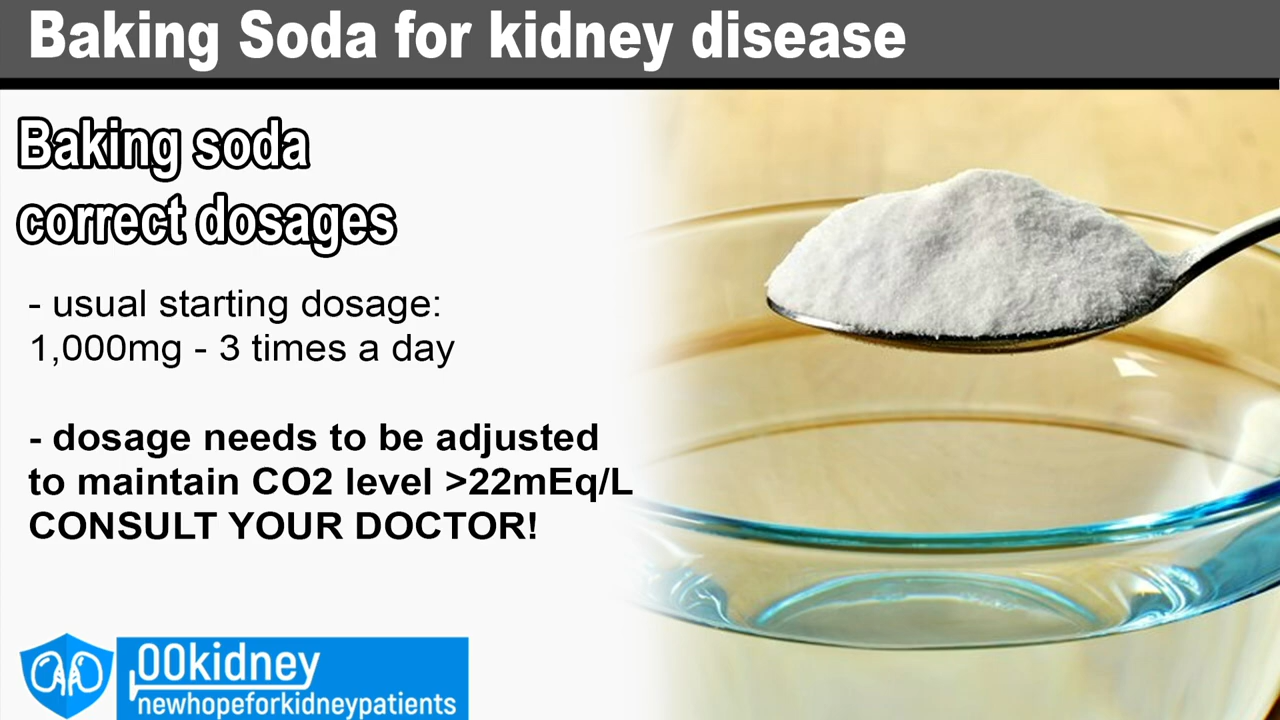 Baking Soda for kidney disease
Baking soda
correct dosages
- usual starting dosage:
1,000mg - 3 times a day
- dosage needs to be adjusted
to maintain CO2 level >22mEq/L
CONSULT YOUR DOCTOR!
00kidney
newhopeforkidneypatients